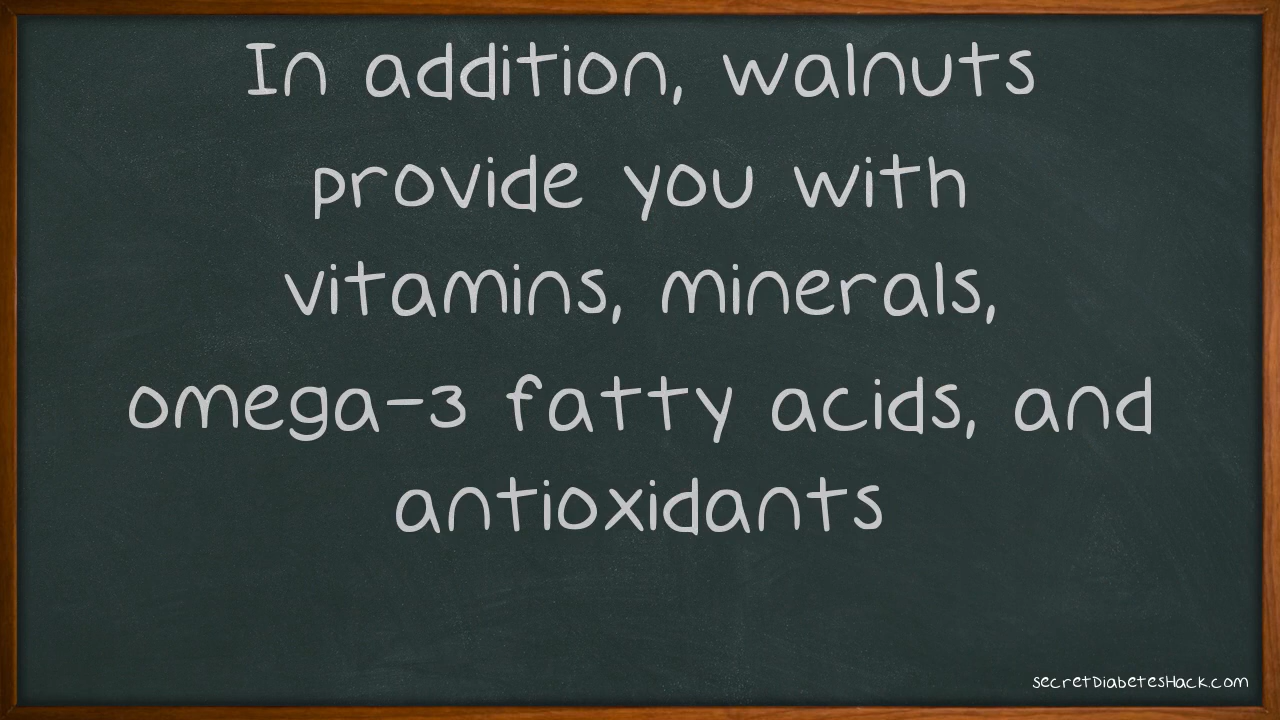 In addition, walnuts
provide you with
vitamins, minerals,
omega-3 fatty acids, and
antioxidants
secretDiabetesHack.com